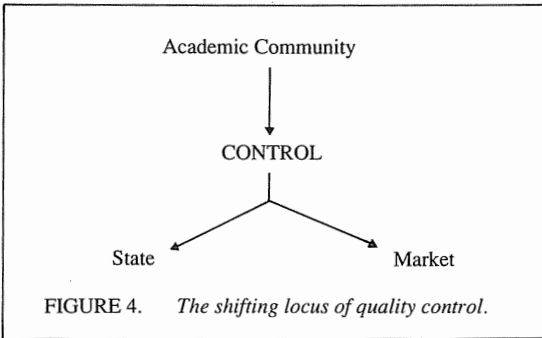 Academic Community
CONTROL
State Market
FIGURE 4. The shifting locus of quality control.